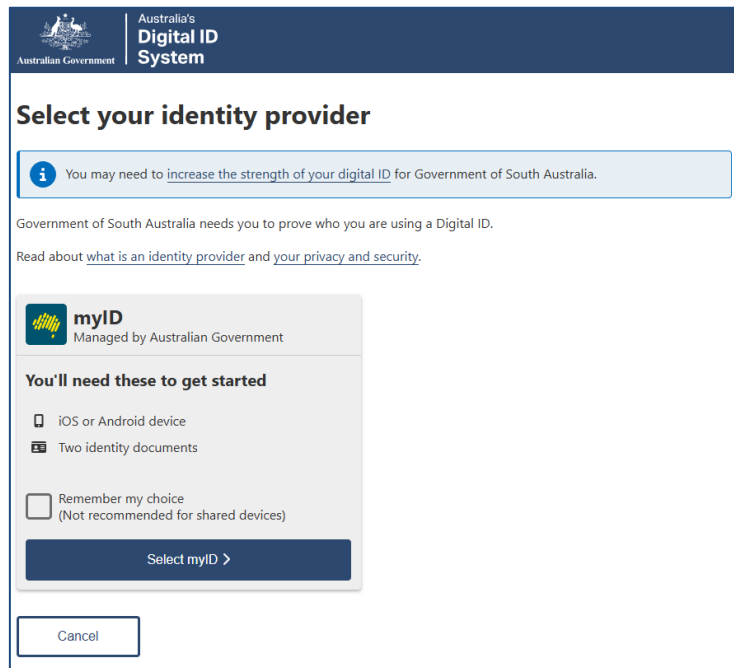 Australian Government
Australia's
Digital ID
System
Select your identity provider
You may need to increase the strength of your digital ID for Government of South Australia.
Government of South Australia needs you to prove who you are using a Digital ID.
Read about what is an identity provider and your privacy and security.
myID
Managed by Australian Government
You'll need these to get started
iOS or Android device
Two identity documents
Remember my choice
(Not recommended for shared devices)
Select myID
Cancel